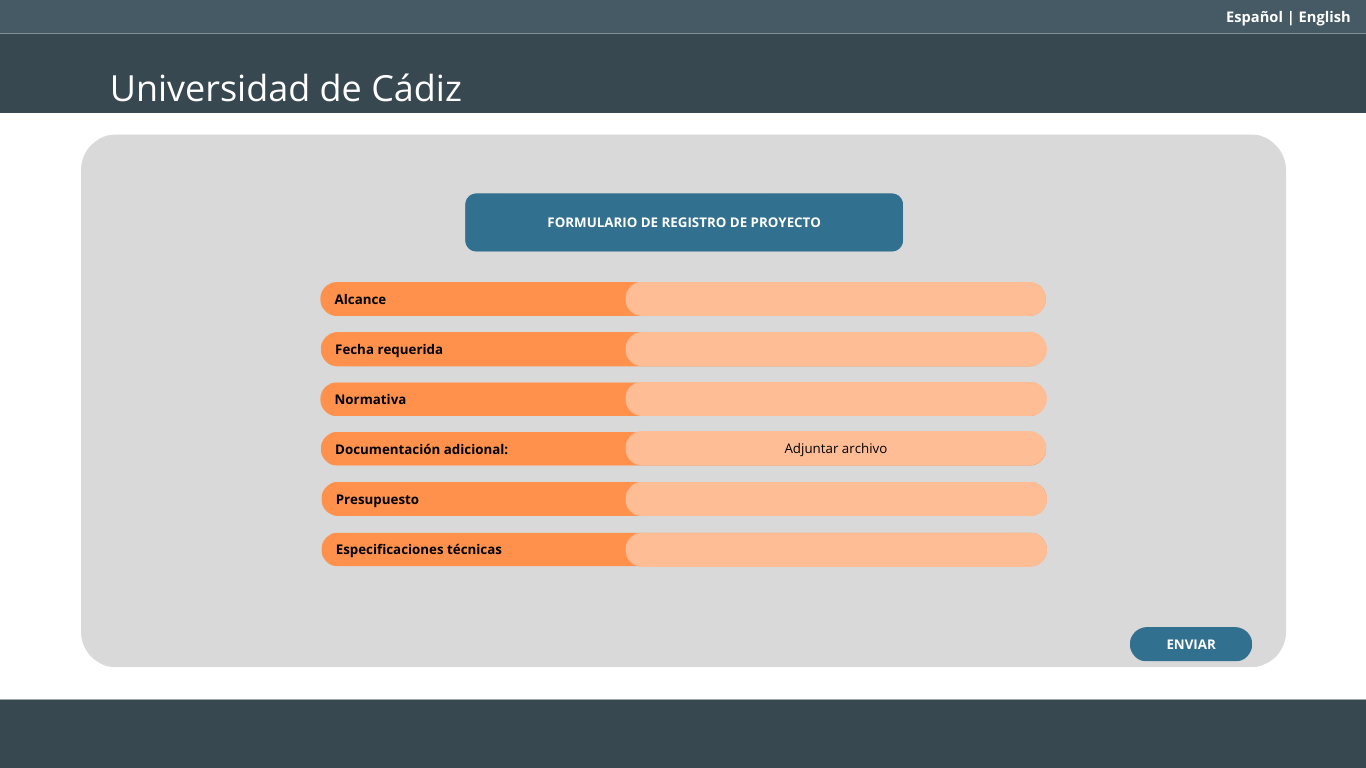 Español | English
Universidad de Cádiz
FORMULARIO DE REGISTRO DE PROYECTO
Alcance
Fecha requerida
Normativa
Documentación adicional: Adjuntar archivo
Presupuesto
Especificaciones técnicas
ENVIAR